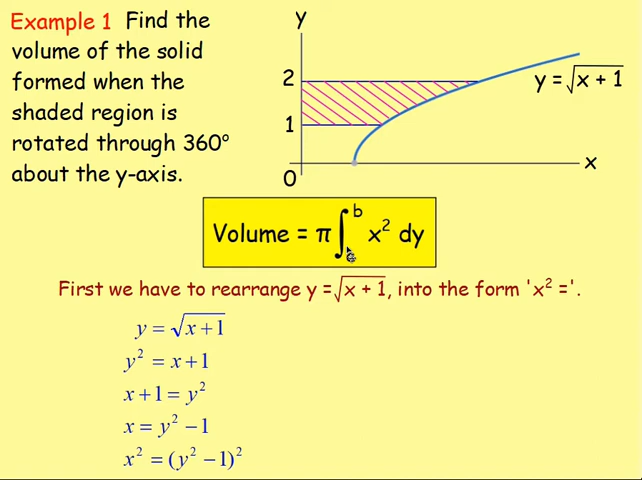 Example 1 Find the
volume of the solid
formed when the
shaded region is
rotated through 360°
about the y-axis.
y
2
1
0
x
y = √(x + 1)
Volume = π∫ b x² dy
First we have to rearrange y = √(x + 1), into the form 'x² ='.
y = √(x + 1)
y² = x + 1
x + 1 = y²
x = y² − 1
x² = (y² − 1)²